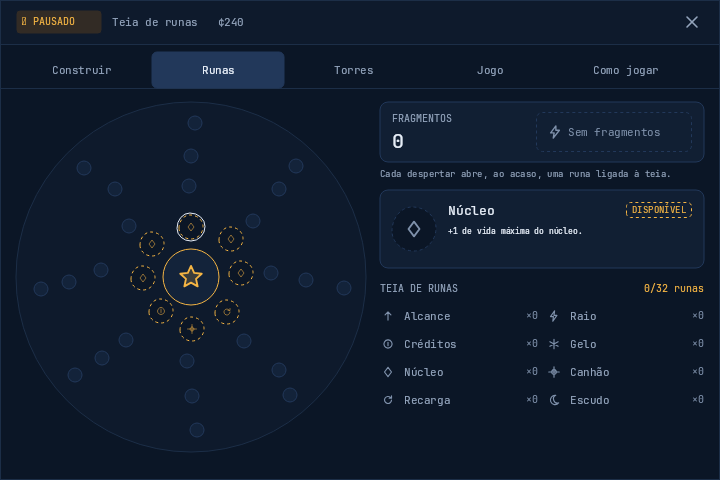 PAUSADO
Teia de runas $240
Construir Runas Torres Jogo Como jogar
FRAGMENTOS
0
Sem fragmentos
Cada despertar abre, ao acaso, uma runa ligada à teia.
Núcleo
DISPONÍVEL
+1 de vida máxima do núcleo.
TEIA DE RUNAS 0/32 runas
Alcance ×0 Raio ×0
Créditos ×0 Gelo ×0
Núcleo ×0 Canhão ×0
Recarga ×0 Escudo ×0